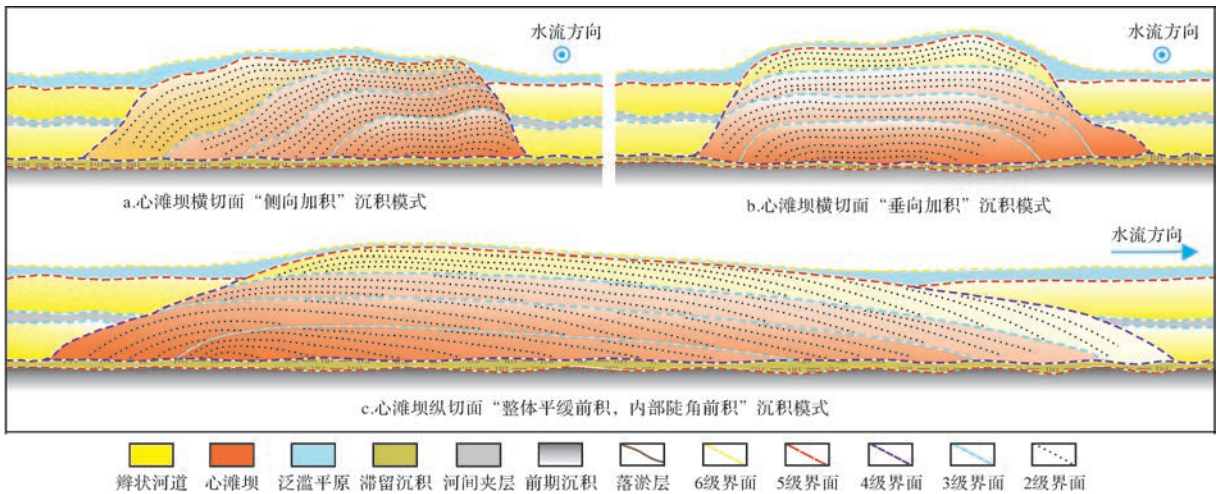 水流方向
水流方向
a.心滩坝横切面“侧向加积”沉积模式
b.心滩坝横切面“垂向加积”沉积模式
水流方向
c.心滩坝纵切面“整体平缓前积，内部陡角前积”沉积模式
辫状河道 心滩坝 泛滥平原 滞留沉积 河间夹层 前期沉积 落淤层 6级界面 5级界面 4级界面 3级界面 2级界面